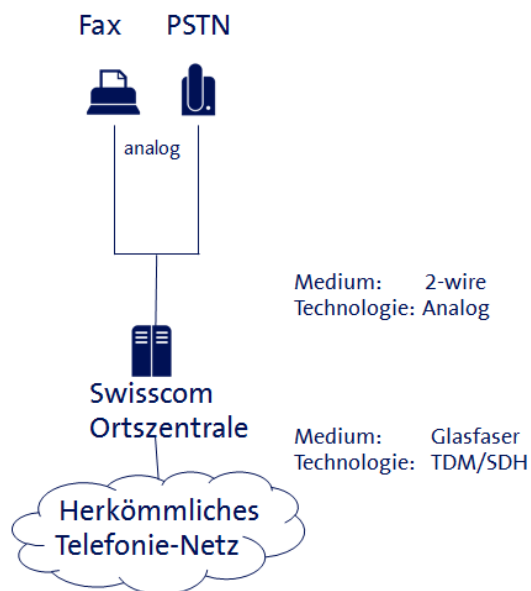 Fax PSTN
analog
Medium: 2-wire
Technologie: Analog
Swisscom
Ortszentrale
Medium: Glasfaser
Technologie: TDM/SDH
Herkömmliches
Telefonie-Netz